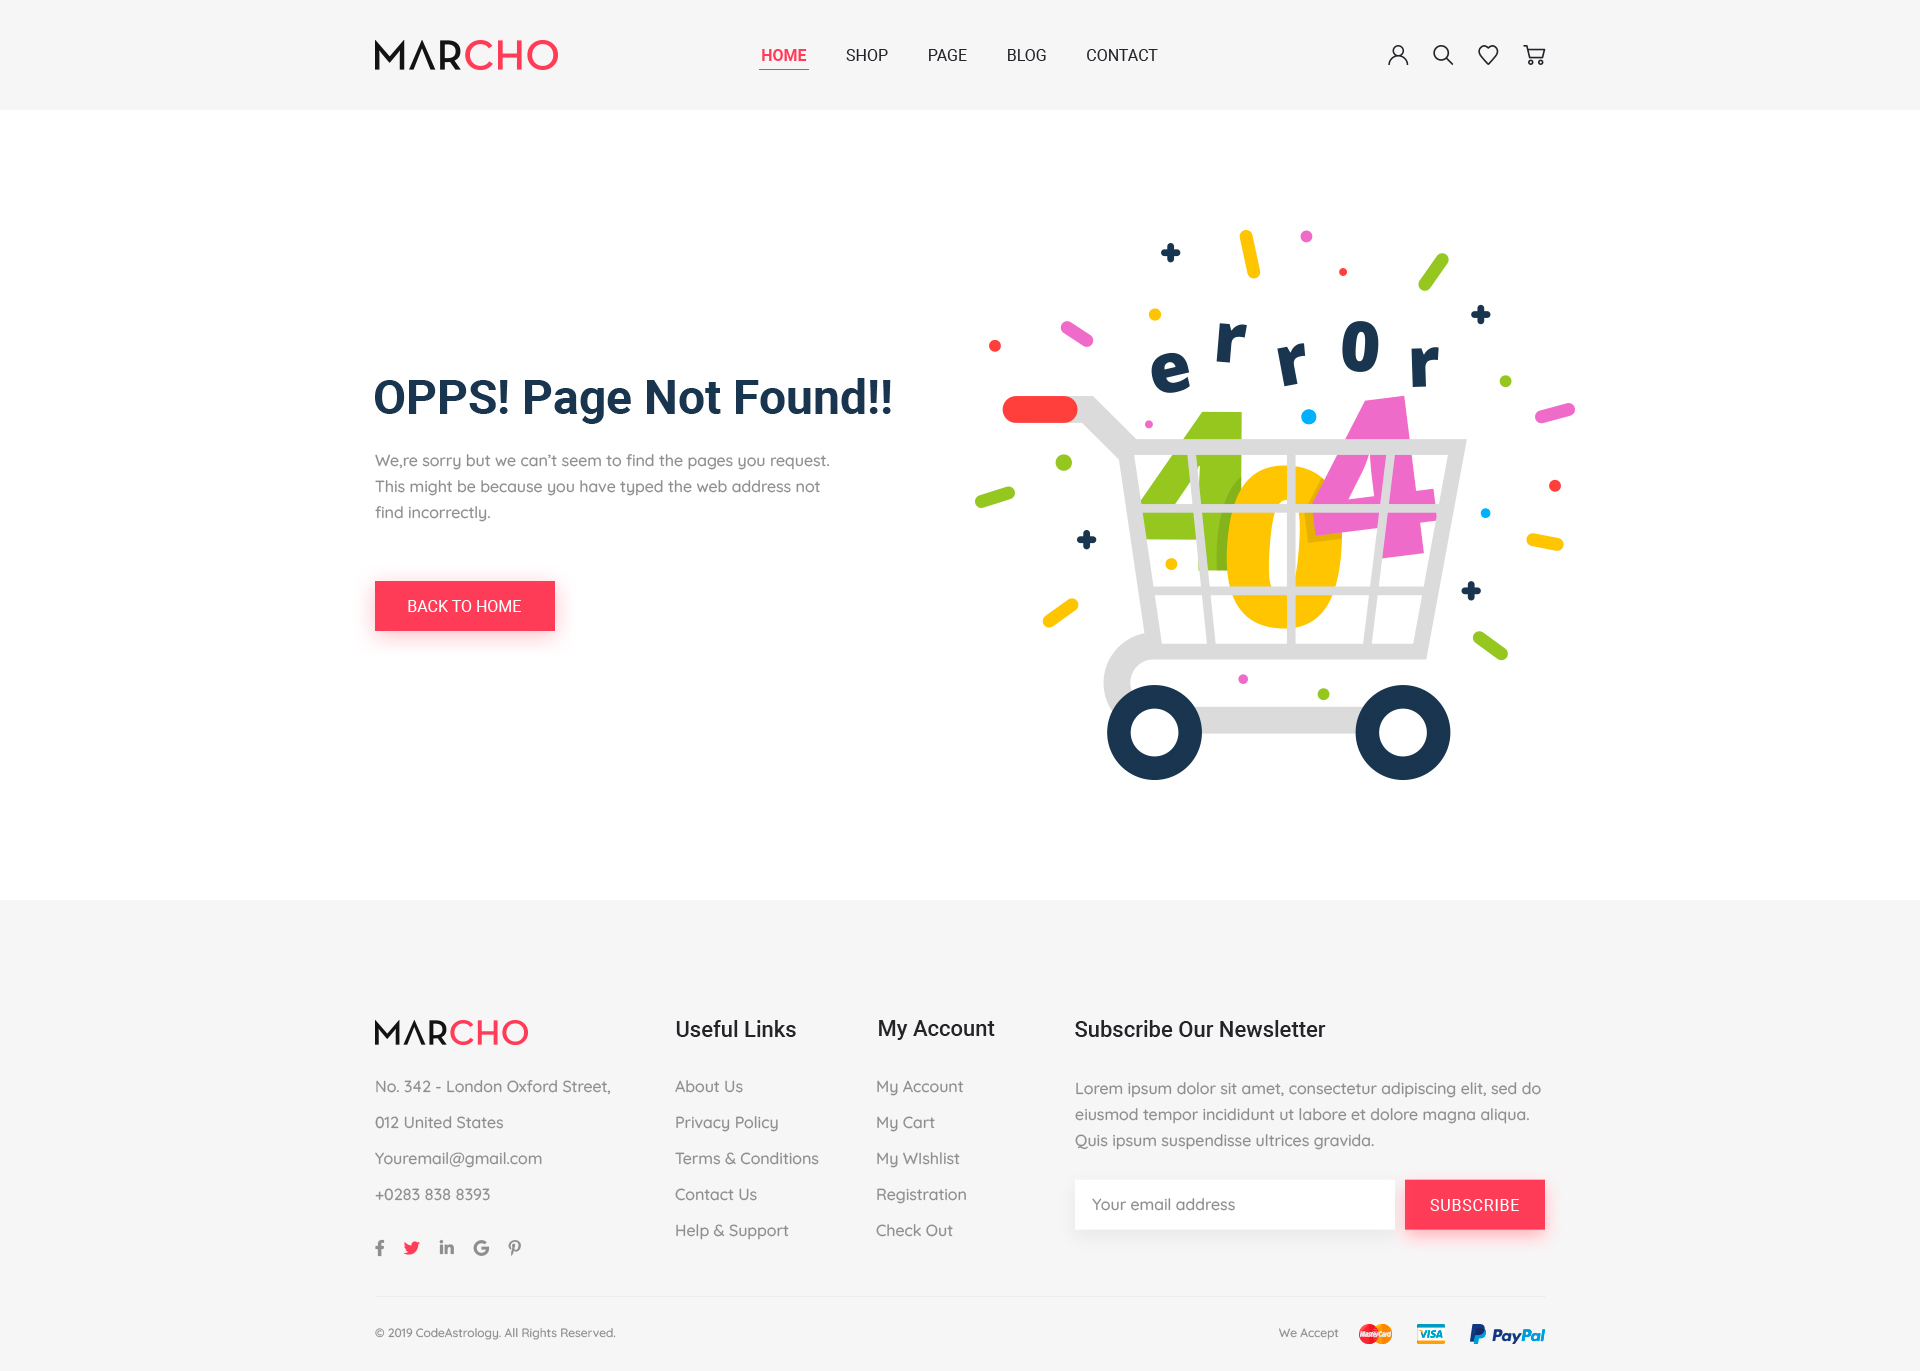 MARCHO
HOME SHOP PAGE BLOG CONTACT
error
404
OPPS! Page Not Found!!
We,re sorry but we can’t seem to find the pages you request.
This might be because you have typed the web address not
find incorrectly.
BACK TO HOME
MARCHO
No. 342 - London Oxford Street,
012 United States
Youremail@gmail.com
+0283 838 8393
Useful Links
About Us
Privacy Policy
Terms & Conditions
Contact Us
Help & Support
My Account
My Account
My Cart
My WIshlist
Registration
Check Out
Subscribe Our Newsletter
Lorem ipsum dolor sit amet, consectetur adipiscing elit, sed do
eiusmod tempor incididunt ut labore et dolore magna aliqua.
Quis ipsum suspendisse ultrices gravida.
Your email address
SUBSCRIBE
© 2019 CodeAstrology. All Rights Reserved.
We Accept MasterCard VISA PayPal